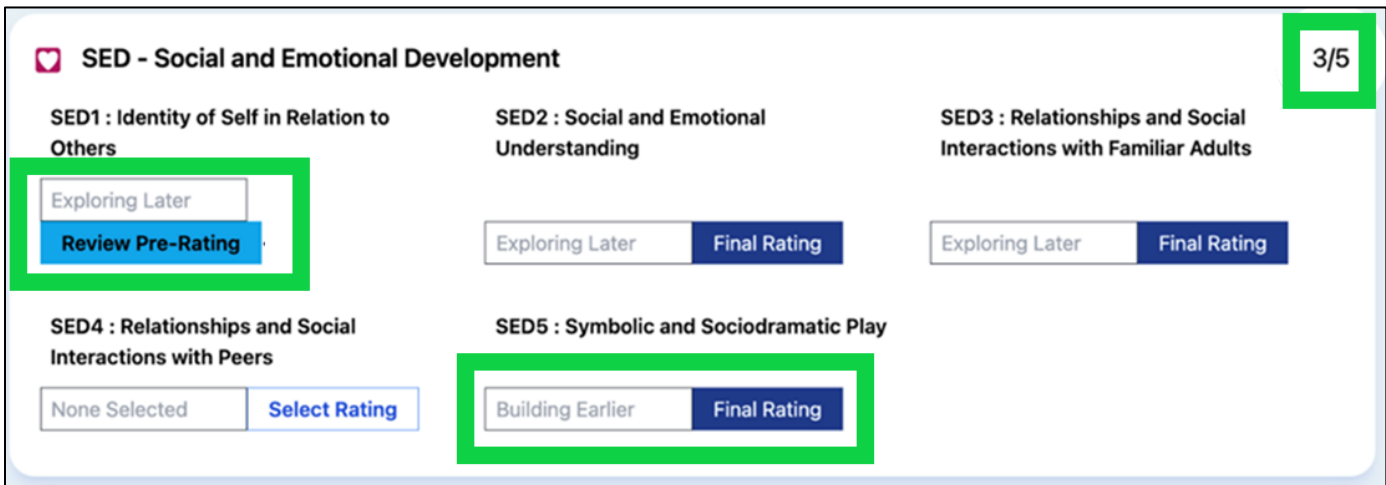 SED - Social and Emotional Development
3/5
SED1 : Identity of Self in Relation to
Others
Exploring Later
Review Pre-Rating
SED2 : Social and Emotional
Understanding
Exploring Later
Final Rating
SED3 : Relationships and Social
Interactions with Familiar Adults
Exploring Later
Final Rating
SED4 : Relationships and Social
Interactions with Peers
None Selected
Select Rating
SED5 : Symbolic and Sociodramatic Play
Building Earlier
Final Rating